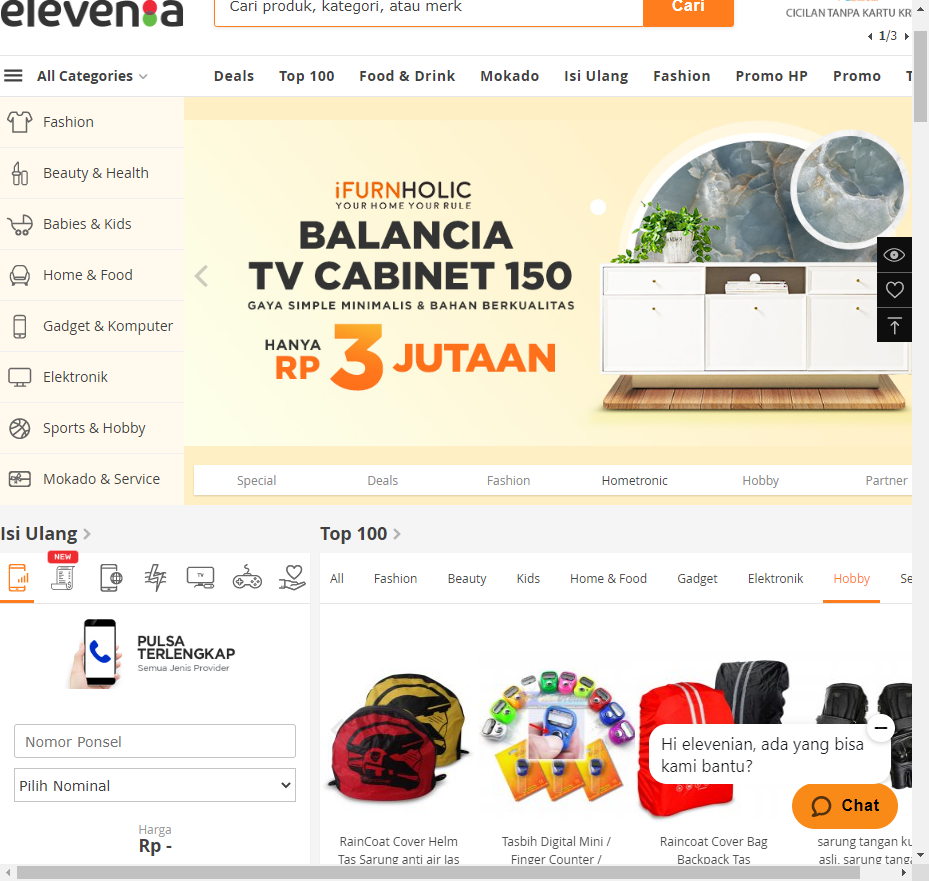 elevenia
Cari produk, kategori, atau merk
Cari
CICILAN TANPA KARTU KR
1/3
All Categories
Deals
Top 100
Food & Drink
Mokado
Isi Ulang
Fashion
Promo HP
Promo
Fashion
Beauty & Health
Babies & Kids
Home & Food
Gadget & Komputer
Elektronik
Sports & Hobby
Mokado & Service
iFURNHOLIC
YOUR HOME YOUR RULE
BALANCIA
TV CABINET 150
GAYA SIMPLE MINIMALIS & BAHAN BERKUALITAS
HANYA
RP 3 JUTAAN
Special
Deals
Fashion
Hometronic
Hobby
Partner
Isi Ulang
NEW
TV
PULSA
TERLENGKAP
Semua Jenis Provider
Nomor Ponsel
Pilih Nominal
Harga
Rp -
Top 100
All
Fashion
Beauty
Kids
Home & Food
Gadget
Elektronik
Hobby
Se
RainCoat Cover Helm
Tas Sarung anti air Jas
Tasbih Digital Mini /
Finger Counter /
Raincoat Cover Bag
Backpack Tas
sarung tangan ku
asli. sarung tanga
Hi elevenian, ada yang bisa
kami bantu?
Chat